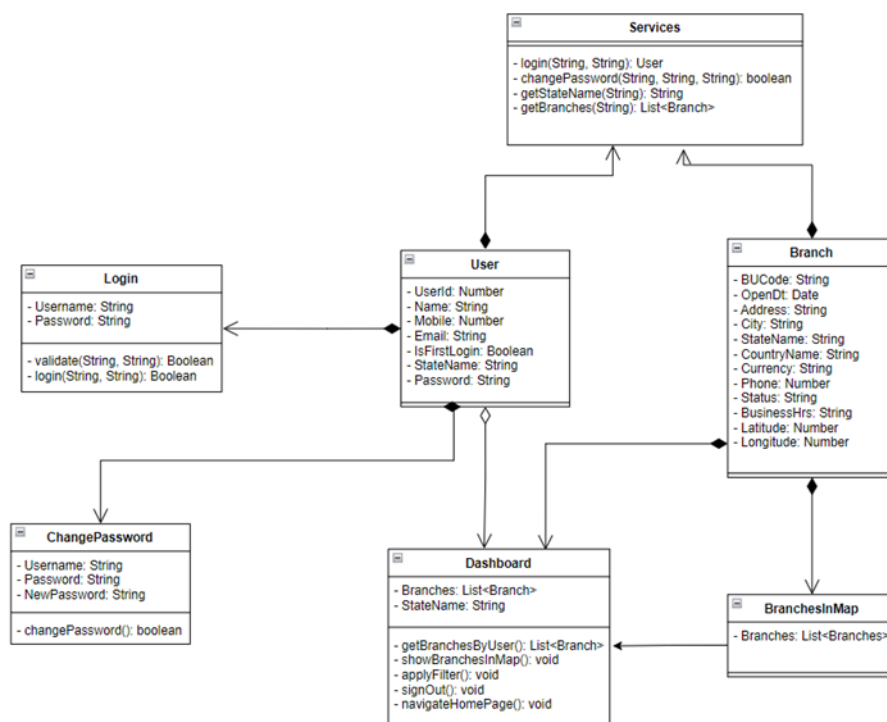 Services
- login(String, String): User
- changePassword(String, String, String): boolean
- getStateName(String): String
- getBranches(String): List<Branch>
Login
- Username: String
- Password: String
- validate(String, String): Boolean
- login(String, String): Boolean
User
- UserId: Number
- Name: String
- Mobile: Number
- Email: String
- IsFirstLogin: Boolean
- StateName: String
- Password: String
Branch
- BUCode: String
- OpenDt: Date
- Address: String
- City: String
- StateName: String
- CountryName: String
- Currency: String
- Phone: Number
- Status: String
- BusinessHrs: String
- Latitude: Number
- Longitude: Number
ChangePassword
- Username: String
- Password: String
- NewPassword: String
- changePassword(): boolean
Dashboard
- Branches: List<Branch>
- StateName: String
- getBranchesByUser(): List<Branch>
- showBranchesInMap(): void
- applyFilter(): void
- signOut(): void
- navigateHomePage(): void
BranchesInMap
- Branches: List<Branches>